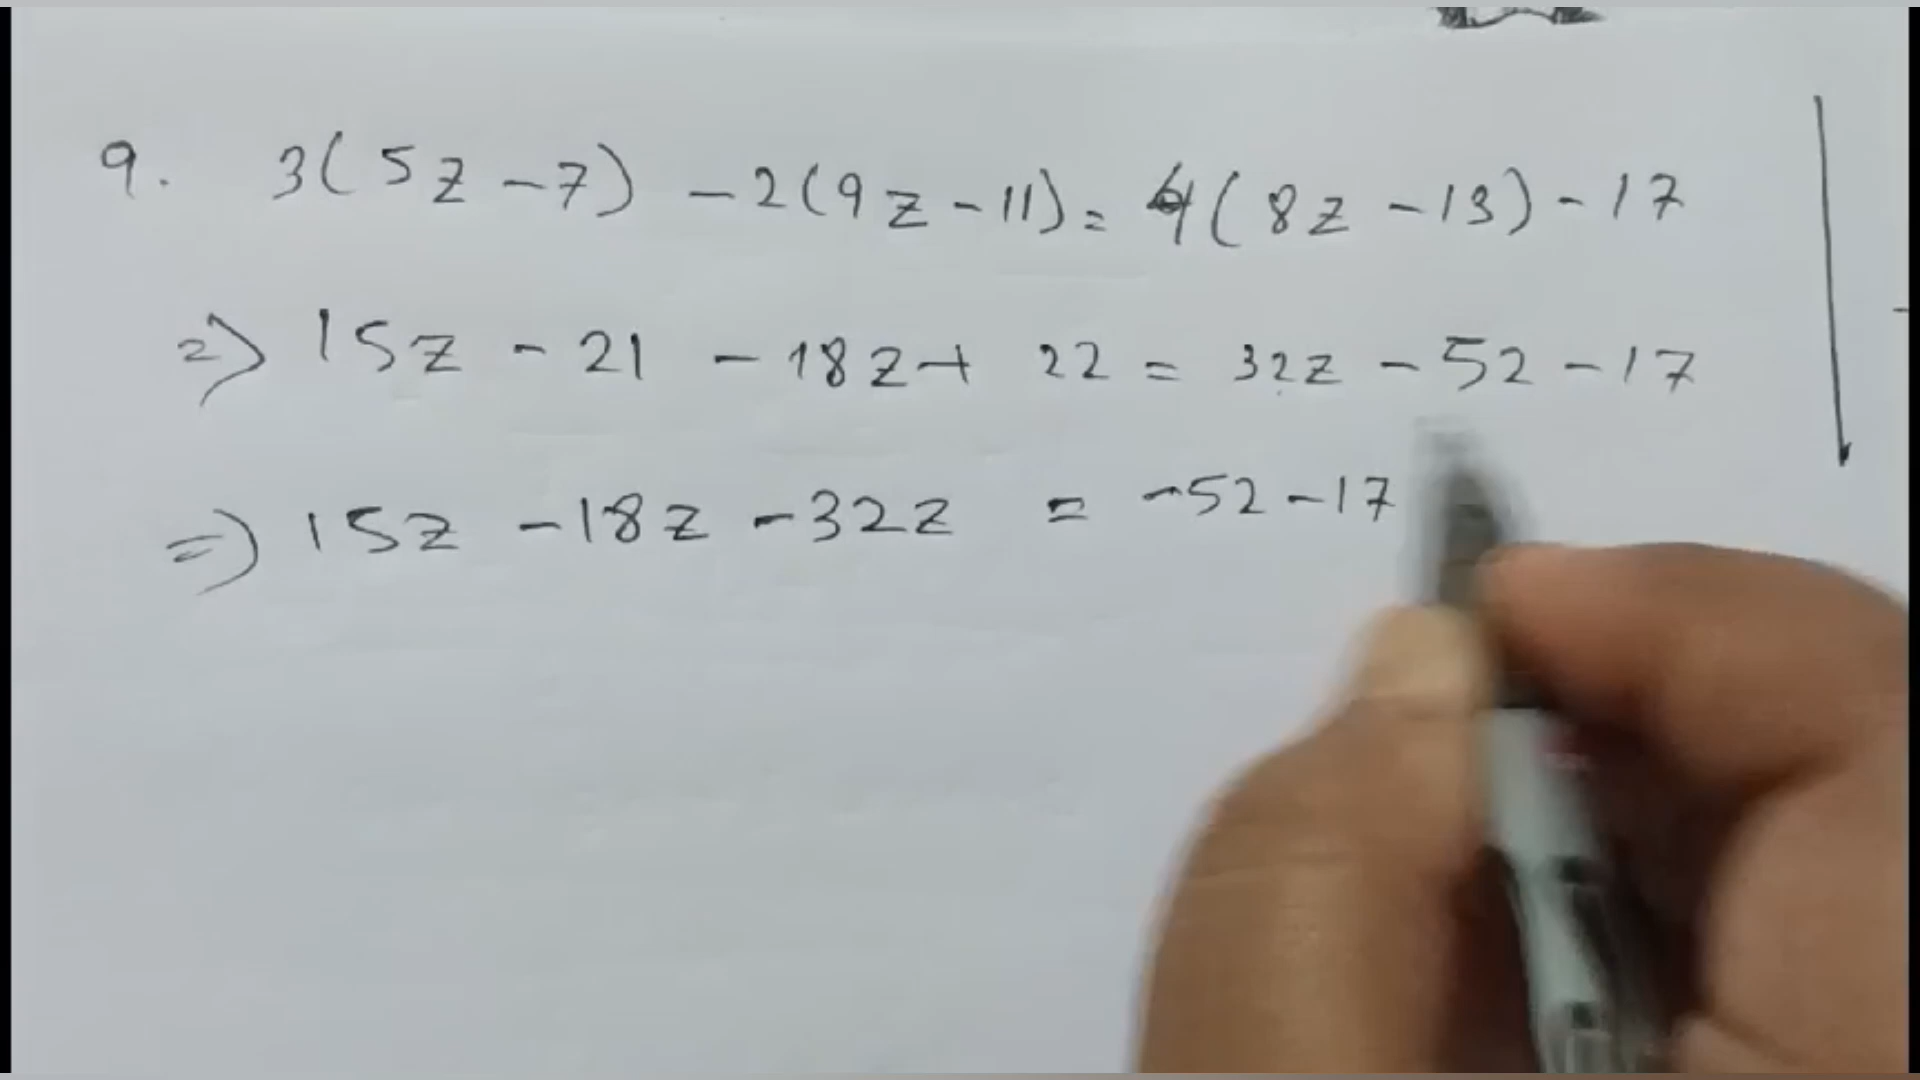 9. 3(5z-7) -2(9z-11) = 4(8z-13)-17
=> 15z - 21 - 18z + 22 = 32z - 52 - 17
=> 15z - 18z - 32z = -52 - 17